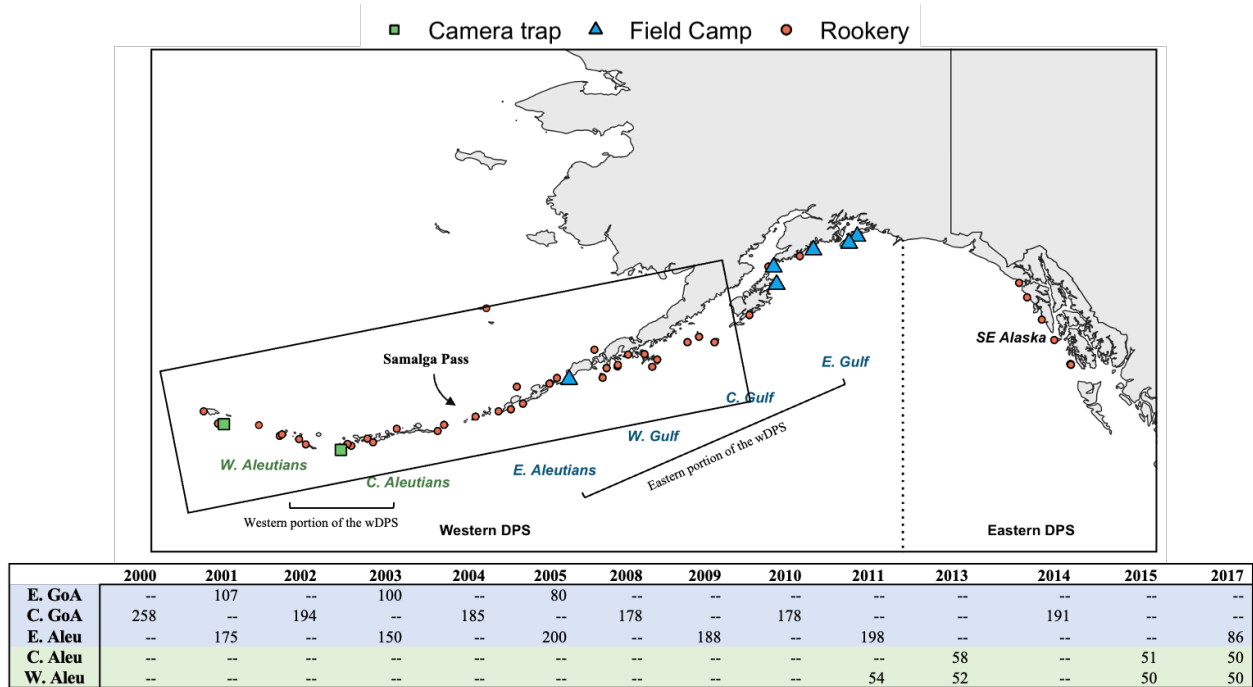 Camera trap Field Camp Rookery
Samalga Pass
SE Alaska
E. Gulf
C. Gulf
W. Gulf
Eastern portion of the wDPS
W. Aleutians
E. Aleutians
C. Aleutians
Western portion of the wDPS
Western DPS
Eastern DPS
2000 2001 2002 2003 2004 2005 2008 2009 2010 2011 2013 2014 2015 2017
E. GoA -- 107 -- 100 -- 80 -- -- -- -- -- -- -- --
C. GoA 258 -- 194 -- 185 -- 178 -- 178 -- -- 191 -- --
E. Aleu -- 175 -- 150 -- 200 -- 188 -- 198 -- -- -- 86
C. Aleu -- -- -- -- -- -- -- -- -- -- 58 -- 51 50
W. Aleu -- -- -- -- -- -- -- -- -- 54 52 -- 50 50